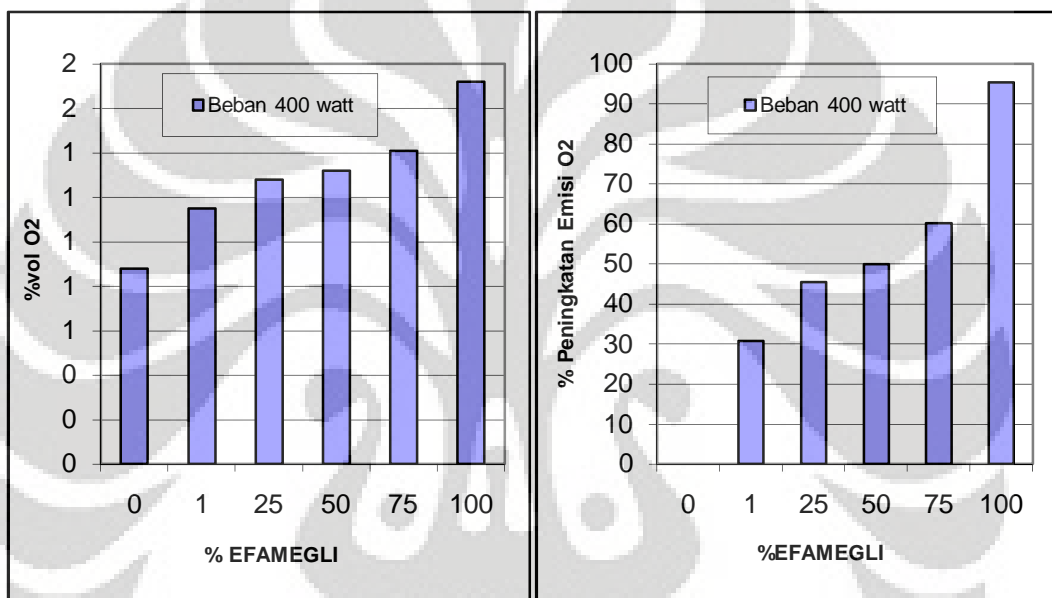 2
2
1
1
1
1
1
0
0
0
%vol O2
Beban 400 watt
0 1 25 50 75 100
% EFAMEGLI
100
90
80
70
60
50
40
30
20
10
0
% Peningkatan Emisi O2
Beban 400 watt
0 1 25 50 75 100
%EFAMEGLI